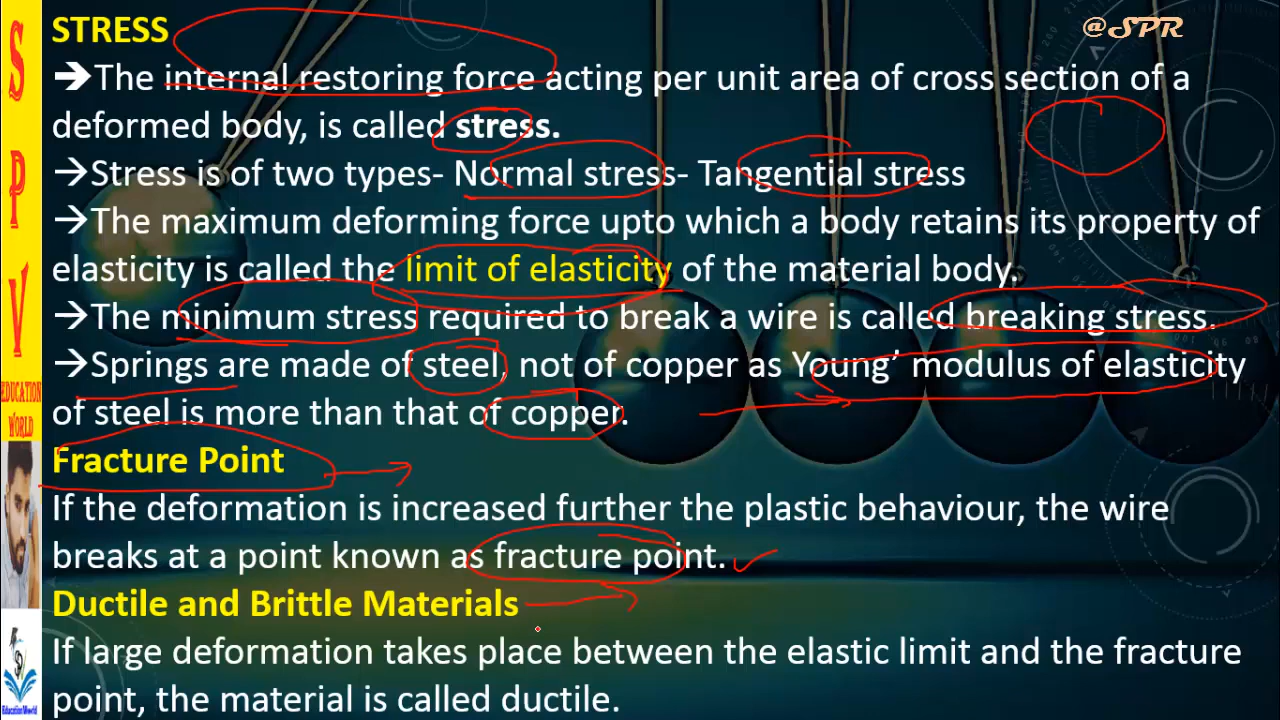 STRESS
@SPR
➔The internal restoring force acting per unit area of cross section of a
deformed body, is called stress.
→Stress is of two types- Normal stress- Tangential stress
→The maximum deforming force upto which a body retains its property of
elasticity is called the limit of elasticity of the material body.
→The minimum stress required to break a wire is called breaking stress.
→Springs are made of steel, not of copper as Young’ modulus of elasticity
of steel is more than that of copper.
Fracture Point
If the deformation is increased further the plastic behaviour, the wire
breaks at a point known as fracture point.
Ductile and Brittle Materials
If large deformation takes place between the elastic limit and the fracture
point, the material is called ductile.
S
P
V
EDUCATION
WORLD
Education World